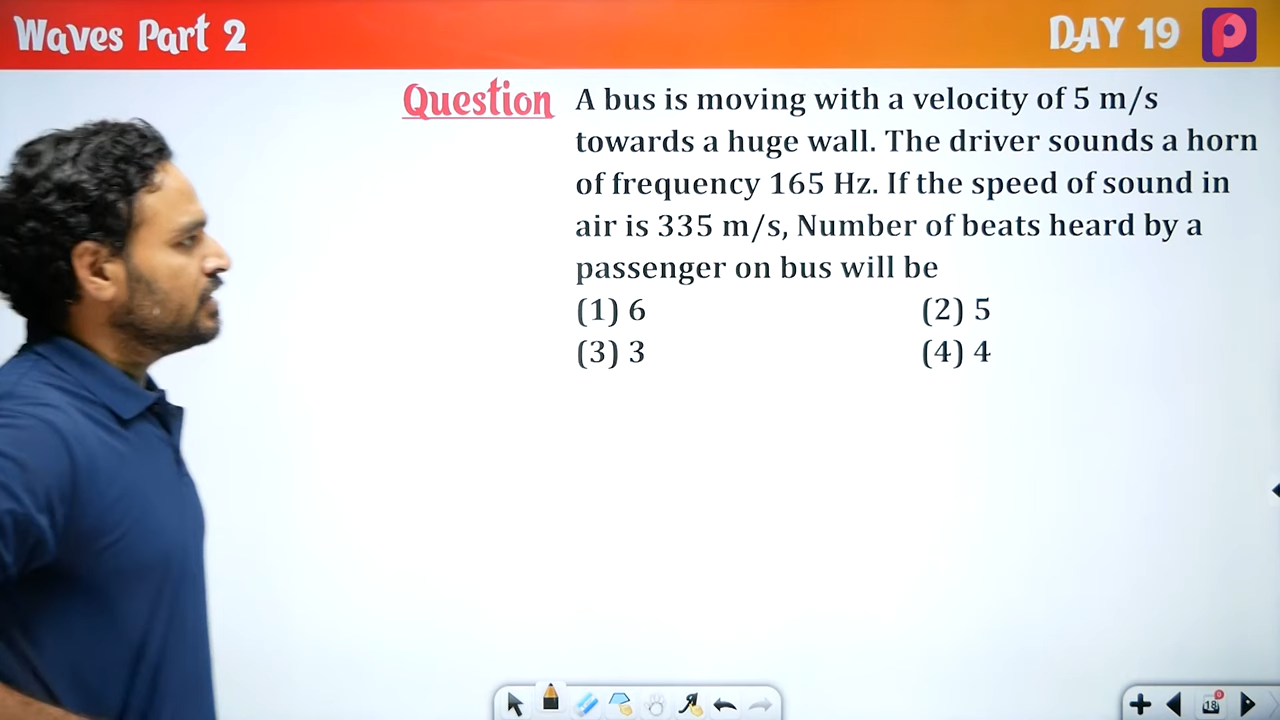 Waves Part 2
DAY 19
Question
A bus is moving with a velocity of 5 m/s
towards a huge wall. The driver sounds a horn
of frequency 165 Hz. If the speed of sound in
air is 335 m/s, Number of beats heard by a
passenger on bus will be
(1) 6 (2) 5
(3) 3 (4) 4
18